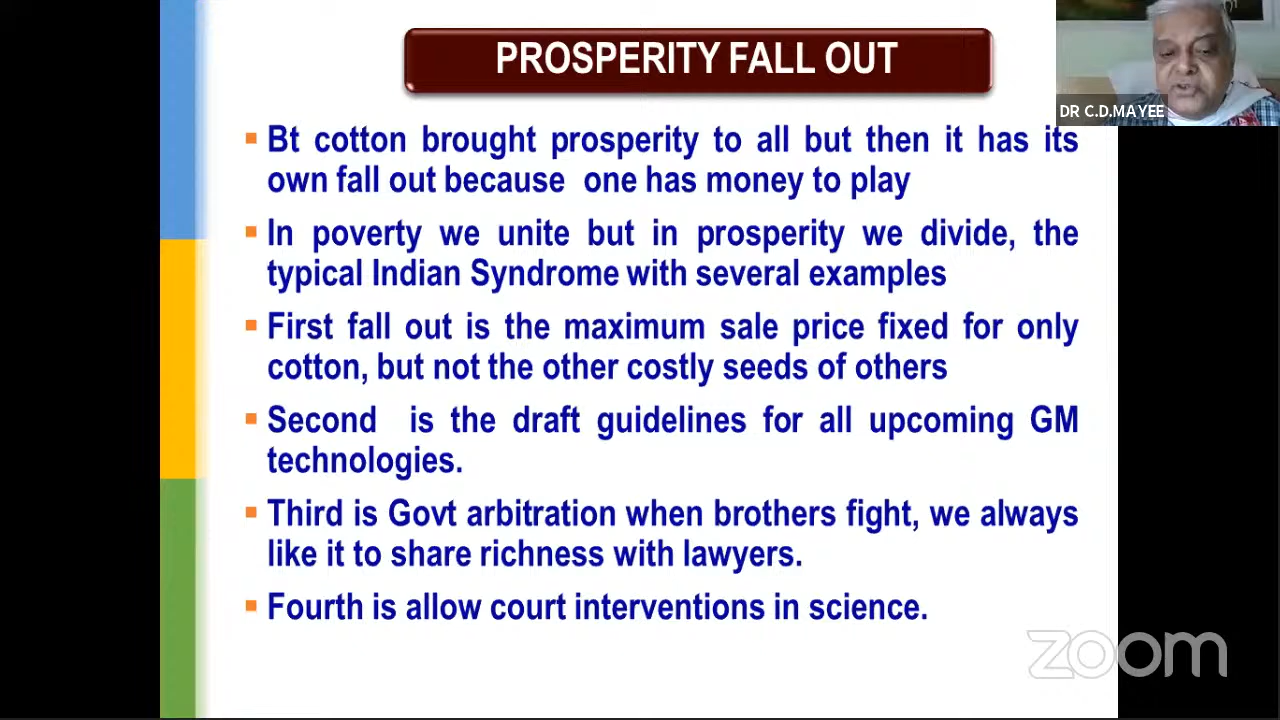 PROSPERITY FALL OUT
DR C.D.MAYEE
▪ Bt cotton brought prosperity to all but then it has its
own fall out because one has money to play
▪ In poverty we unite but in prosperity we divide, the
typical Indian Syndrome with several examples
▪ First fall out is the maximum sale price fixed for only
cotton, but not the other costly seeds of others
▪ Second is the draft guidelines for all upcoming GM
technologies.
▪ Third is Govt arbitration when brothers fight, we always
like it to share richness with lawyers.
▪ Fourth is allow court interventions in science.
zoom